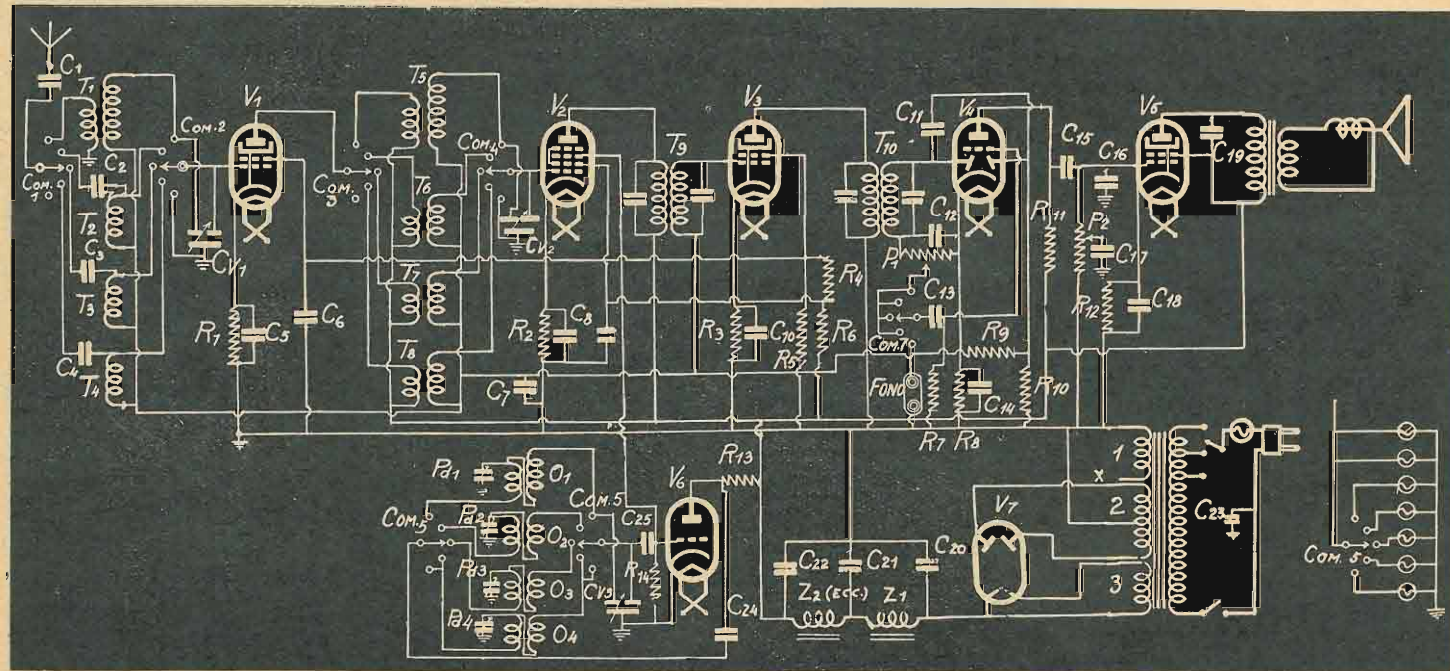 C1
T1
Com.2
V1
Com.1
C2
T2
C3
T3
C4
T4
CV1
R1
C5
C6
T5
Com.4
Com.3
T6
T7
T8
V2
CV2
R2
C8
C7
T9
V3
R3
C10
R5
R4
R6
T10
C11
V4
C12
P1
C13
Com.7
FONO
R9
R7
R8
C14
R10
R11
C15
C16
V5
P2
C17
R12
C18
C19
Pd1
O1
Com.5
Com.5
Pd2
O2
Pd3
O3
Pd4
O4
CV3
C25
R14
V6
R13
C24
C22
C21
C20
Z2 (ECC.)
Z1
V7
1
X
2
3
C23
Com.5